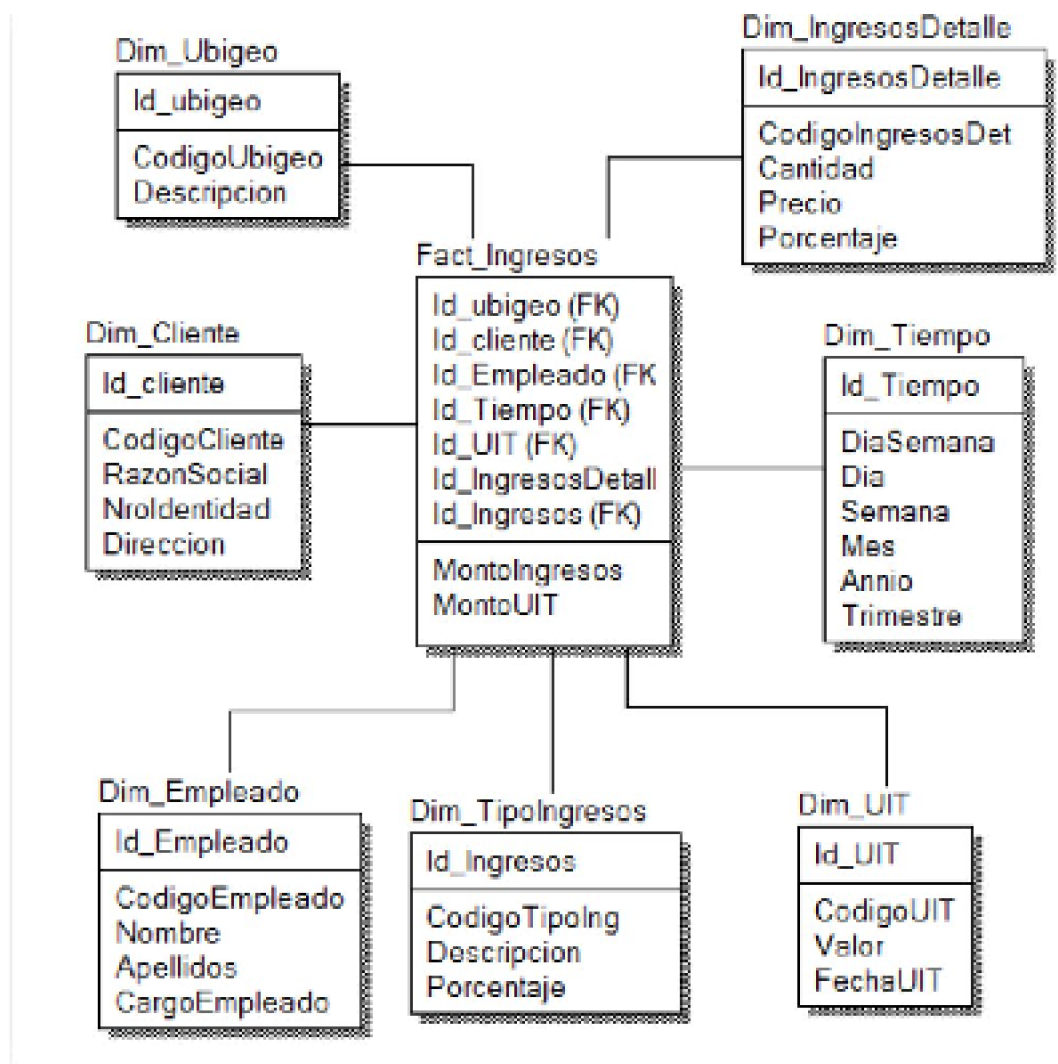 Dim_Ubigeo
Id_ubigeo
CodigoUbigeo
Descripcion
Dim_IngresosDetalle
Id_IngresosDetalle
CodigoIngresosDet
Cantidad
Precio
Porcentaje
Fact_Ingresos
Id_ubigeo (FK)
Id_cliente (FK)
Id_Empleado (FK
Id_Tiempo (FK)
Id_UIT (FK)
Id_IngresosDetall
Id_Ingresos (FK)
MontoIngresos
MontoUIT
Dim_Cliente
Id_cliente
CodigoCliente
RazonSocial
NroIdentidad
Direccion
Dim_Tiempo
Id_Tiempo
DiaSemana
Dia
Semana
Mes
Annio
Trimestre
Dim_Empleado
Id_Empleado
CodigoEmpleado
Nombre
Apellidos
CargoEmpleado
Dim_TipoIngresos
Id_Ingresos
CodigoTipoIng
Descripcion
Porcentaje
Dim_UIT
Id_UIT
CodigoUIT
Valor
FechaUIT